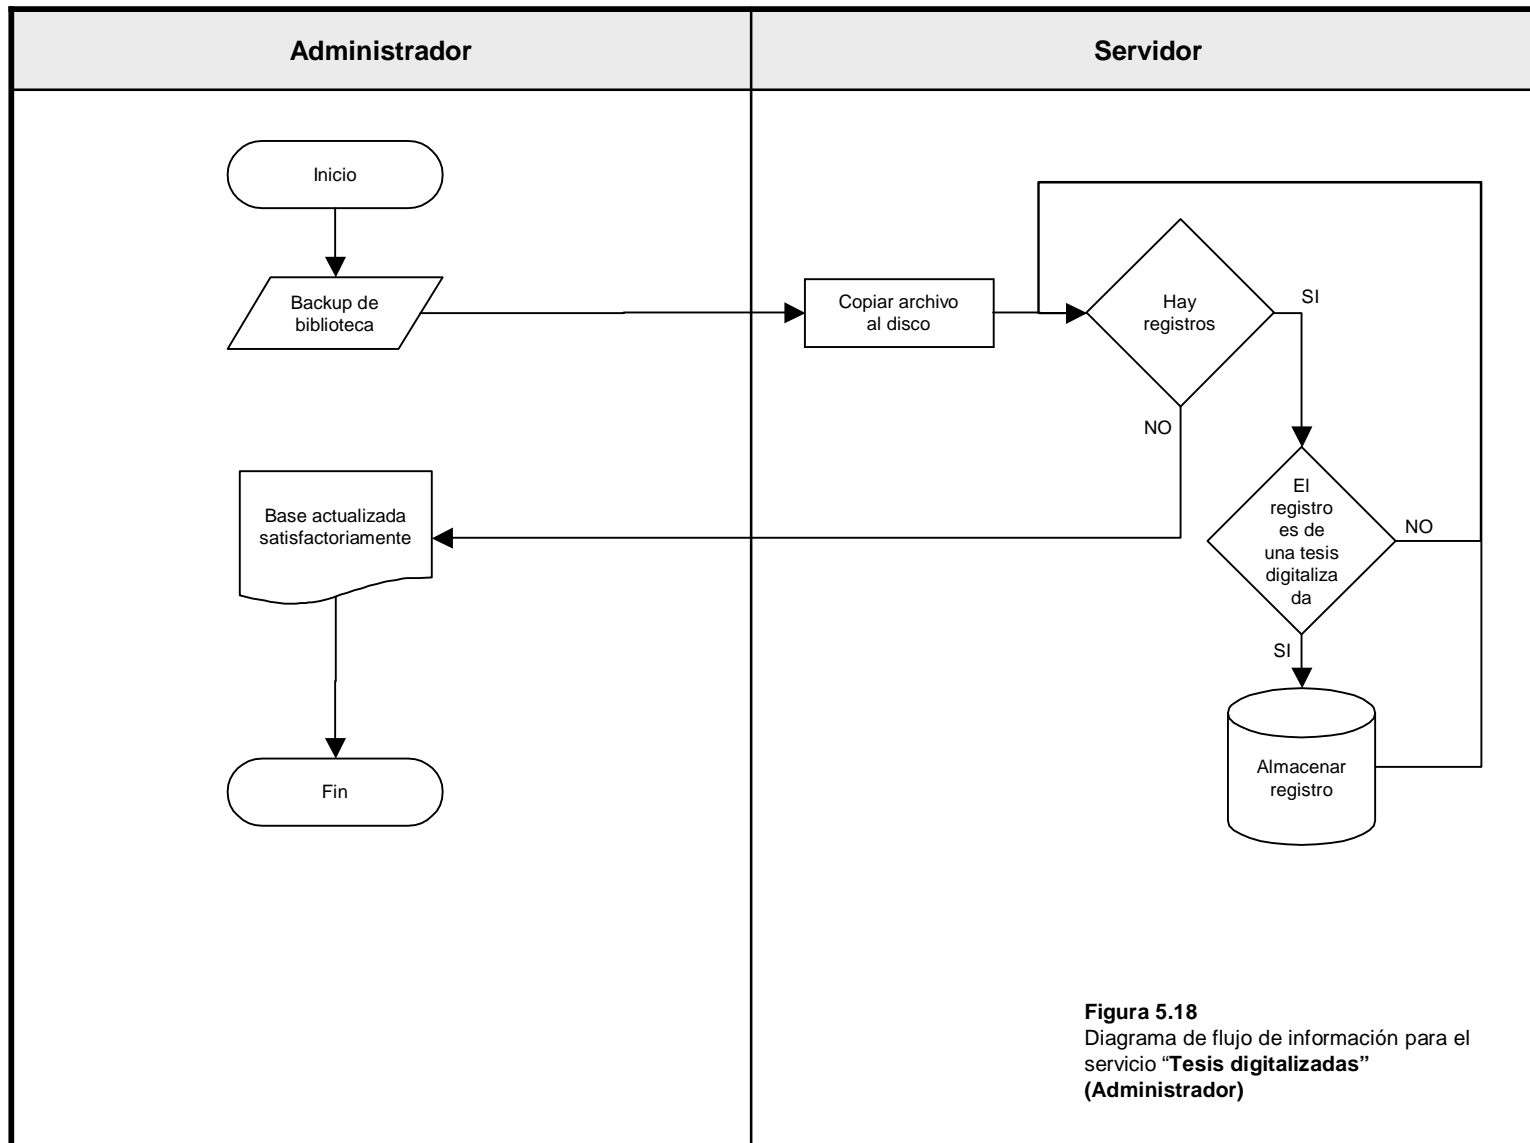 Administrador
Servidor
Inicio
Backup de
biblioteca
Copiar archivo
al disco
Hay
registros
SI
NO
El
registro
es de
una tesis
digitaliza
da
NO
SI
Almacenar
registro
Base actualizada
satisfactoriamente
Fin
Figura 5.18
Diagrama de flujo de información para el
servicio “Tesis digitalizadas”
(Administrador)